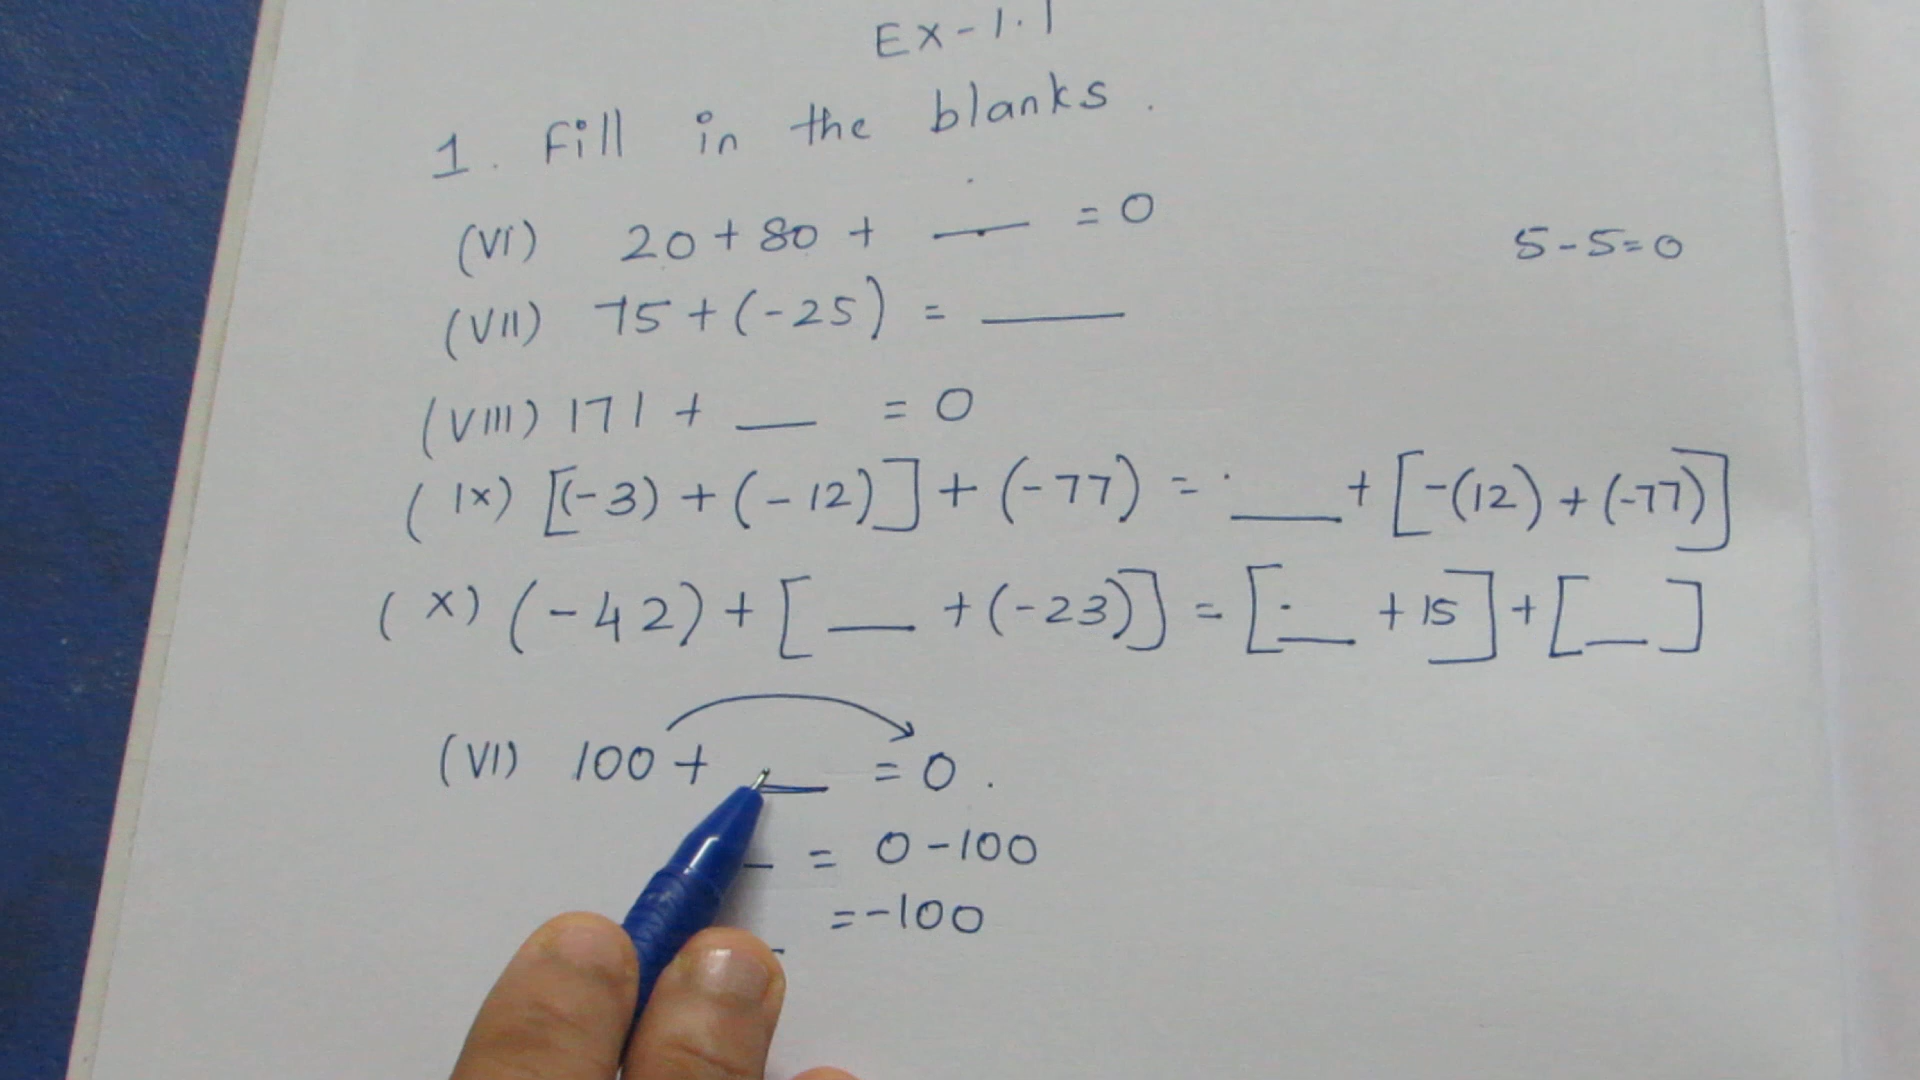 Ex-1.1
1. Fill in the blanks.
(VI) 20+80+ ___ =0
5-5=0
(VII) 75+(-25) = ___
(VIII) 171 + ___ = 0
(IX) [(-3)+(-12)]+(-77) = ___ +[-(12)+(-77)]
(X) (-42)+[ ___ +(-23)] = [ ___ +15]+[ ___ ]
(VI) 100+ ___ =0.
_ = 0-100
_ =-100